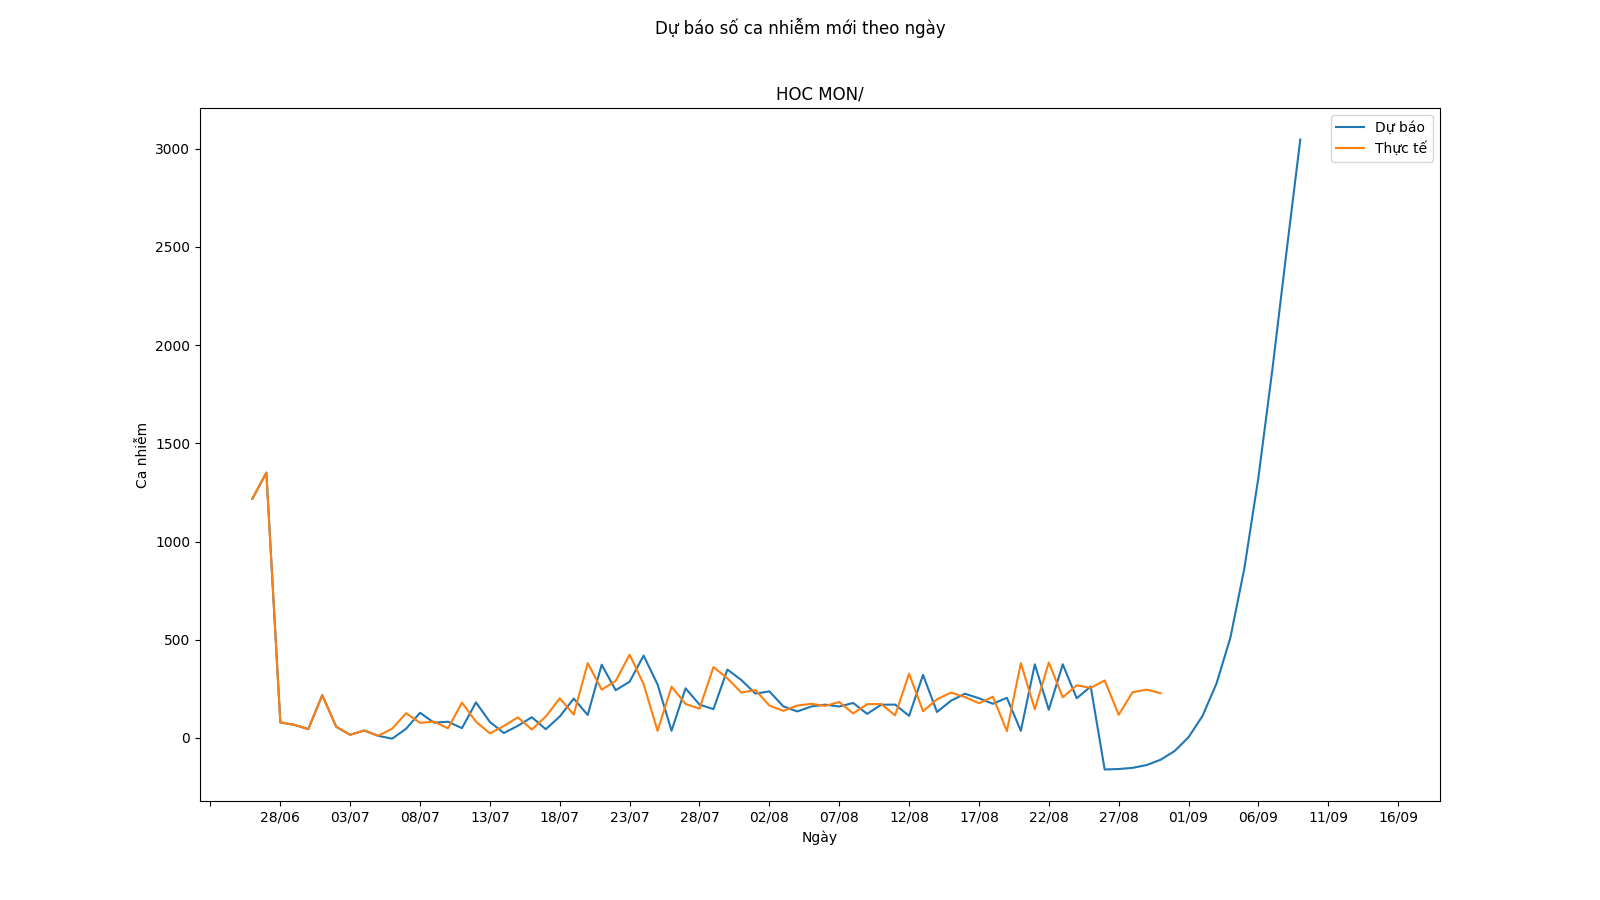 Dự báo số ca nhiễm mới theo ngày
HOC MON/
Dự báo
Thực tế
3000
2500
2000
1500
1000
500
0
Ca nhiễm
28/06 03/07 08/07 13/07 18/07 23/07 28/07 02/08 07/08 12/08 17/08 22/08 27/08 01/09 06/09 11/09 16/09
Ngày